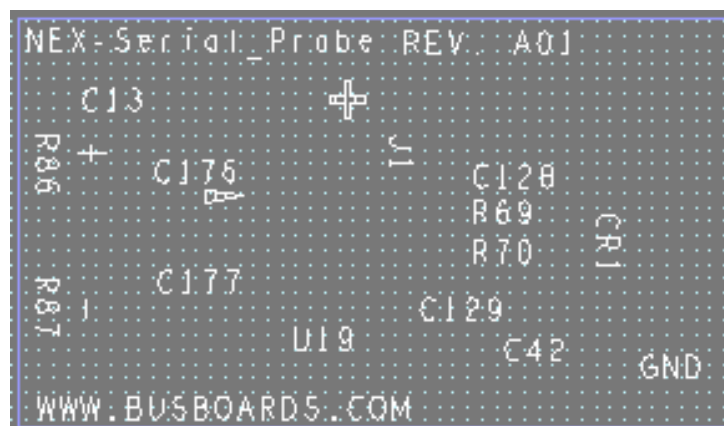 NEX-Serial_Probe REV. A01
C13
R86
J1
C176
C128
R69
CR1
R70
C177
R87
C129
U19
C42
GND
WWW.BUSBOARDS.COM